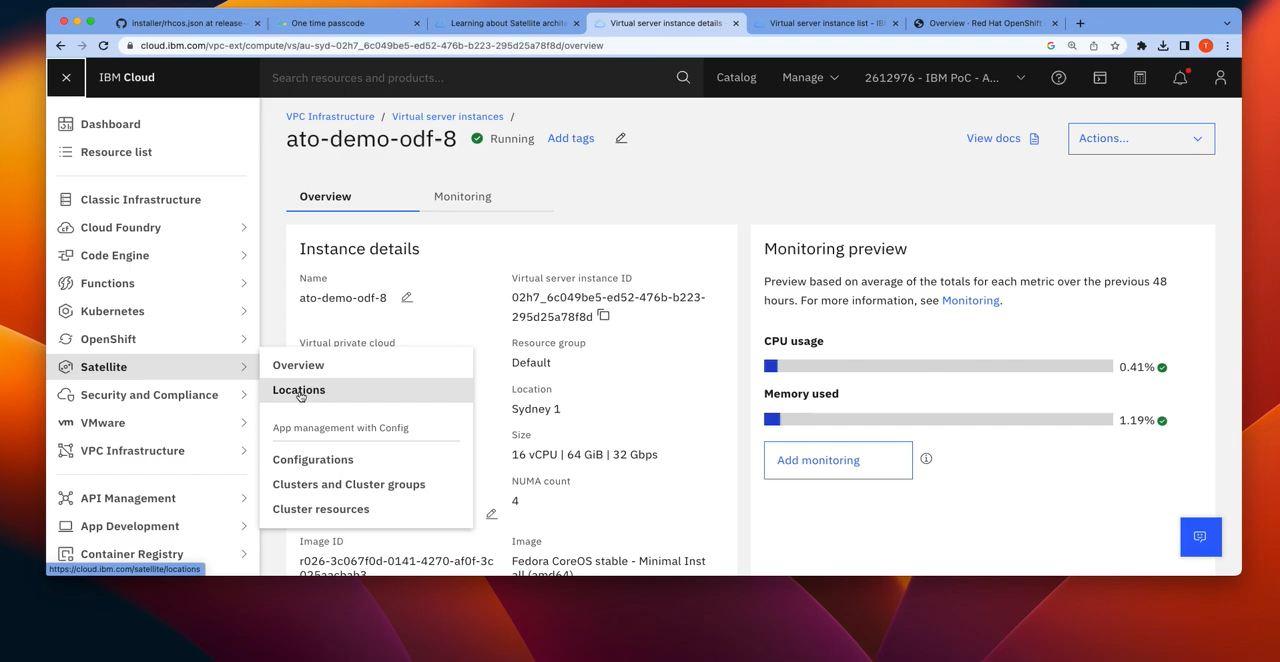 installer/rhcos.json at release-
One time passcode
Learning about Satellite archite
Virtual server instance details
Virtual server instance list - IB
Overview - Red Hat OpenShift
cloud.ibm.com/vpc-ext/compute/vs/au-syd~02h7_6c049be5-ed52-476b-b223-295d25a78f8d/overview
T
IBM Cloud
Search resources and products...
Catalog
Manage
2612976 - IBM PoC - A...
Dashboard
Resource list
Classic Infrastructure
Cloud Foundry
Code Engine
Functions
Kubernetes
OpenShift
Satellite
Security and Compliance
vm VMware
VPC Infrastructure
API Management
App Development
Container Registry
https://cloud.ibm.com/satellite/locations
Overview
Locations
App management with Config
Configurations
Clusters and Cluster groups
Cluster resources
VPC Infrastructure / Virtual server instances /
ato-demo-odf-8
Running
Add tags
View docs
Actions...
Overview
Monitoring
Instance details
Name
ato-demo-odf-8
Virtual server instance ID
02h7_6c049be5-ed52-476b-b223-
295d25a78f8d
Virtual private cloud
Resource group
Default
Location
Sydney 1
Size
16 vCPU | 64 GiB | 32 Gbps
NUMA count
4
Image ID
r026-3c067f0d-0141-4270-af0f-3c
025aacbab3
Image
Fedora CoreOS stable - Minimal Inst
all (amd64)
Monitoring preview
Preview based on average of the totals for each metric over the previous 48
hours. For more information, see Monitoring.
CPU usage
0.41%
Memory used
1.19%
Add monitoring